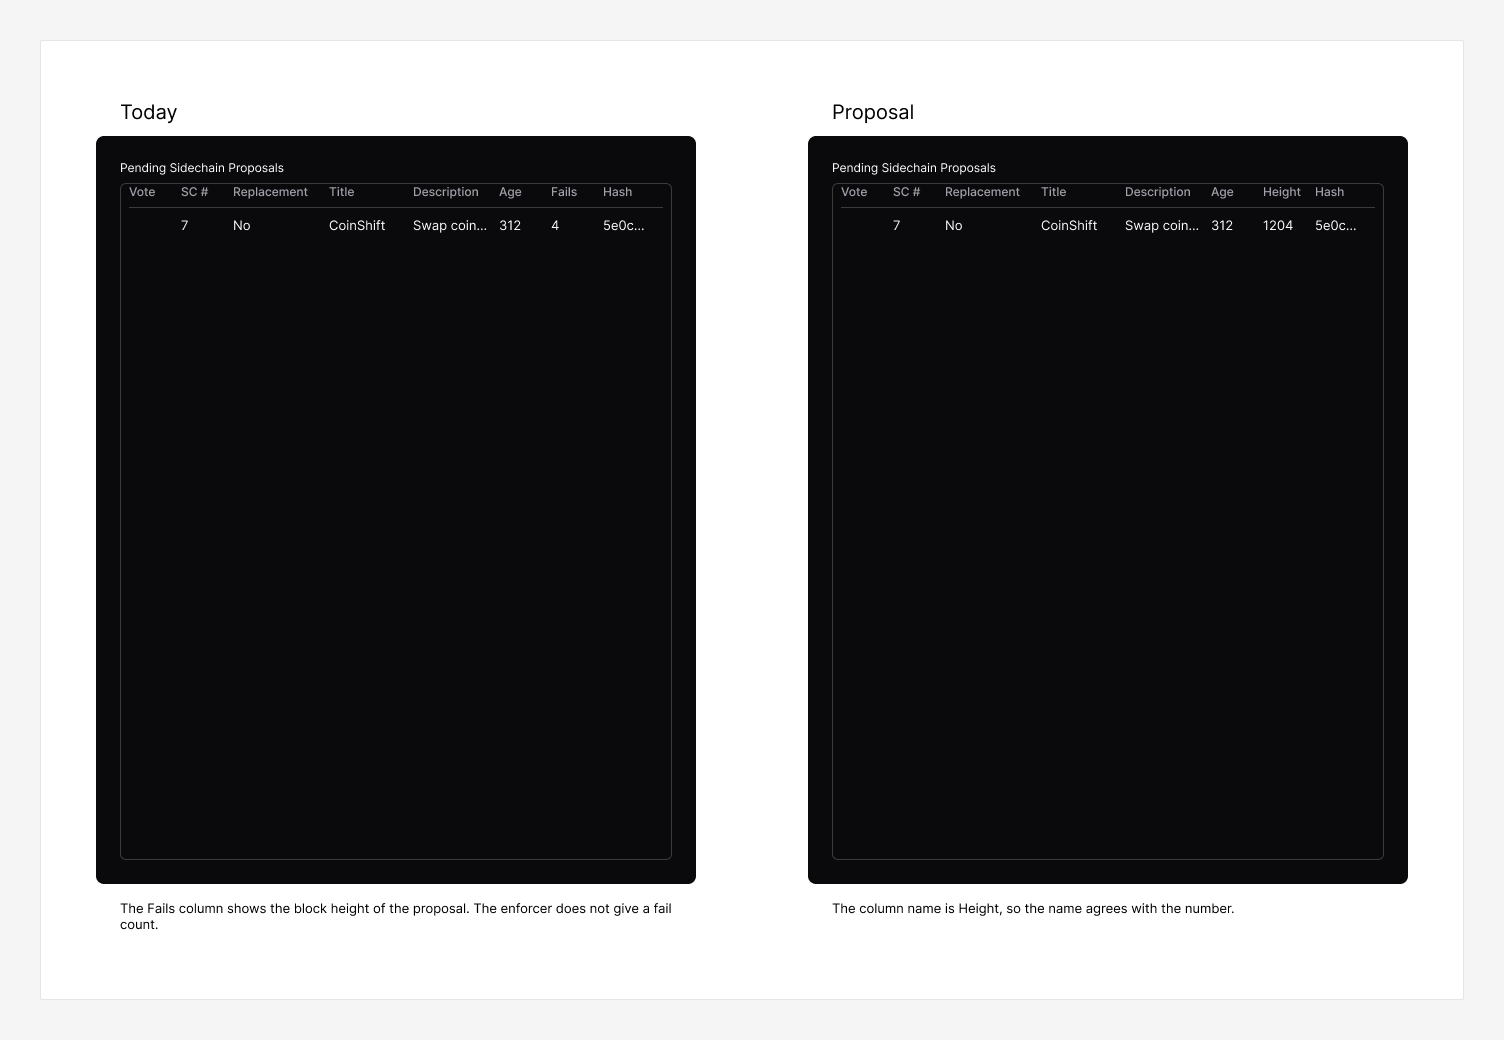 Today
Pending Sidechain Proposals
Vote SC # Replacement Title Description Age Fails Hash
7 No CoinShift Swap coin... 312 4 5e0c...
The Fails column shows the block height of the proposal. The enforcer does not give a fail
count.
Proposal
Pending Sidechain Proposals
Vote SC # Replacement Title Description Age Height Hash
7 No CoinShift Swap coin... 312 1204 5e0c...
The column name is Height, so the name agrees with the number.